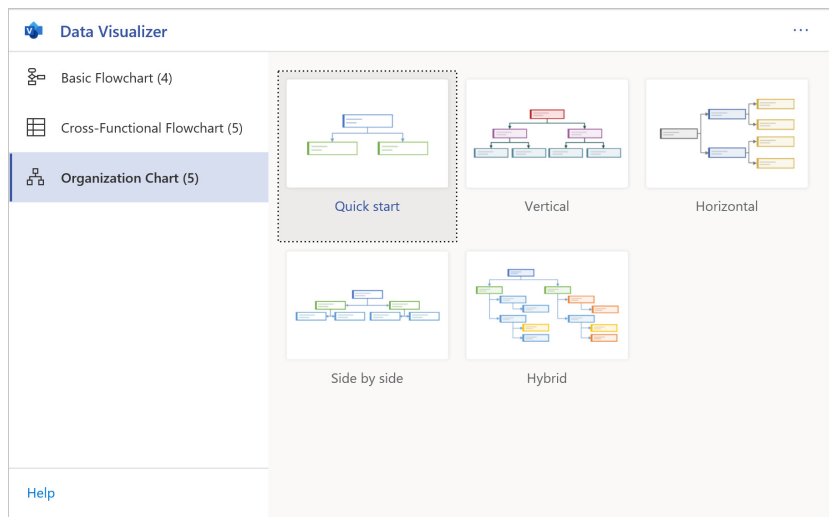 Data Visualizer
Basic Flowchart (4)
Cross-Functional Flowchart (5)
Organization Chart (5)
Quick start
Vertical
Horizontal
Side by side
Hybrid
Help